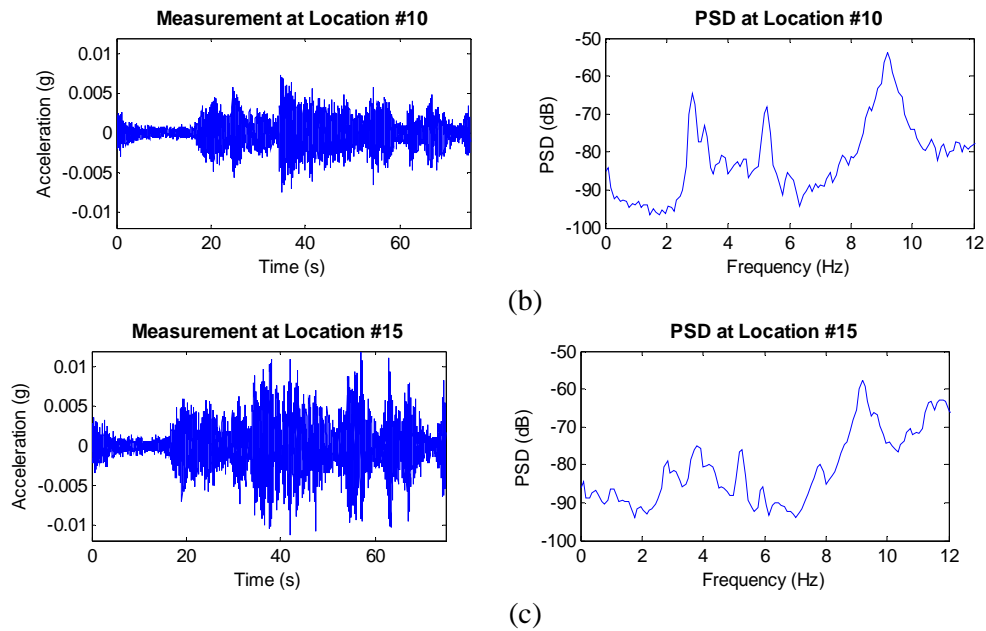 Measurement at Location #10
PSD at Location #10
Acceleration (g)
0.01
0.005
0
-0.005
-0.01
0 20 40 60
Time (s)
PSD (dB)
-50
-60
-70
-80
-90
-100
0 2 4 6 8 10 12
Frequency (Hz)
(b)
Measurement at Location #15
PSD at Location #15
Acceleration (g)
0.01
0.005
0
-0.005
-0.01
0 20 40 60
Time (s)
PSD (dB)
-50
-60
-70
-80
-90
-100
0 2 4 6 8 10 12
Frequency (Hz)
(c)